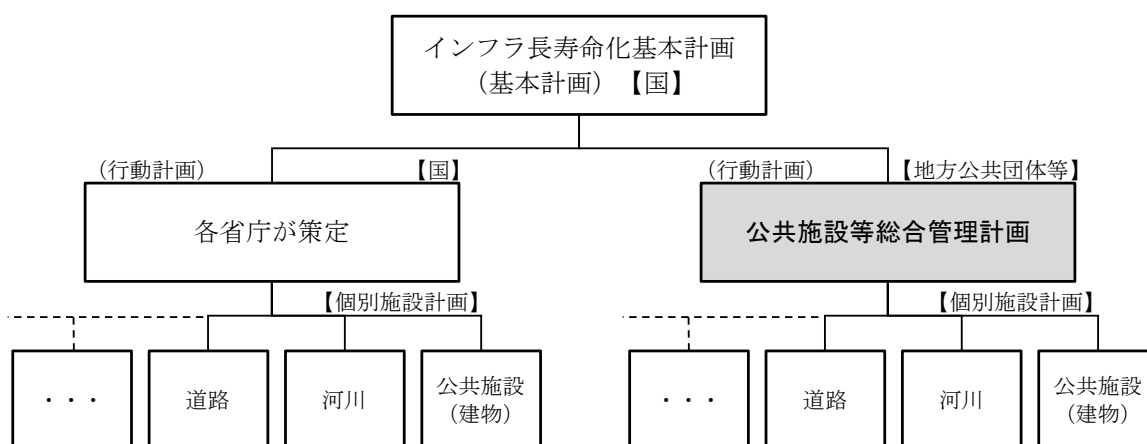 インフラ長寿命化基本計画
(基本計画)【国】
(行動計画)
【国】
(行動計画)
【地方公共団体等】
各省庁が策定
公共施設等総合管理計画
【個別施設計画】
【個別施設計画】
・・・
道路
河川
公共施設
(建物)
・・・
道路
河川
公共施設
(建物)